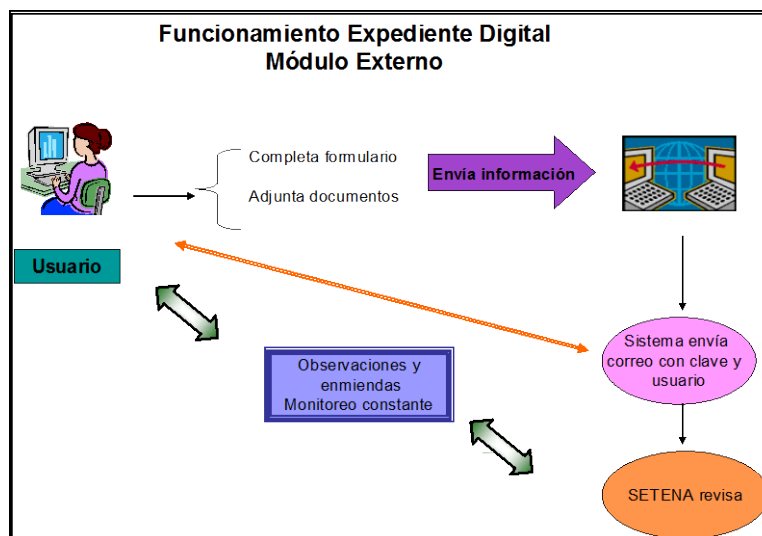 Funcionamiento Expediente Digital
Módulo Externo
Completa formulario
Adjunta documentos
Envía información
Usuario
Sistema envía
correo con clave y
usuario
Observaciones y
enmiendas
Monitoreo constante
SETENA revisa